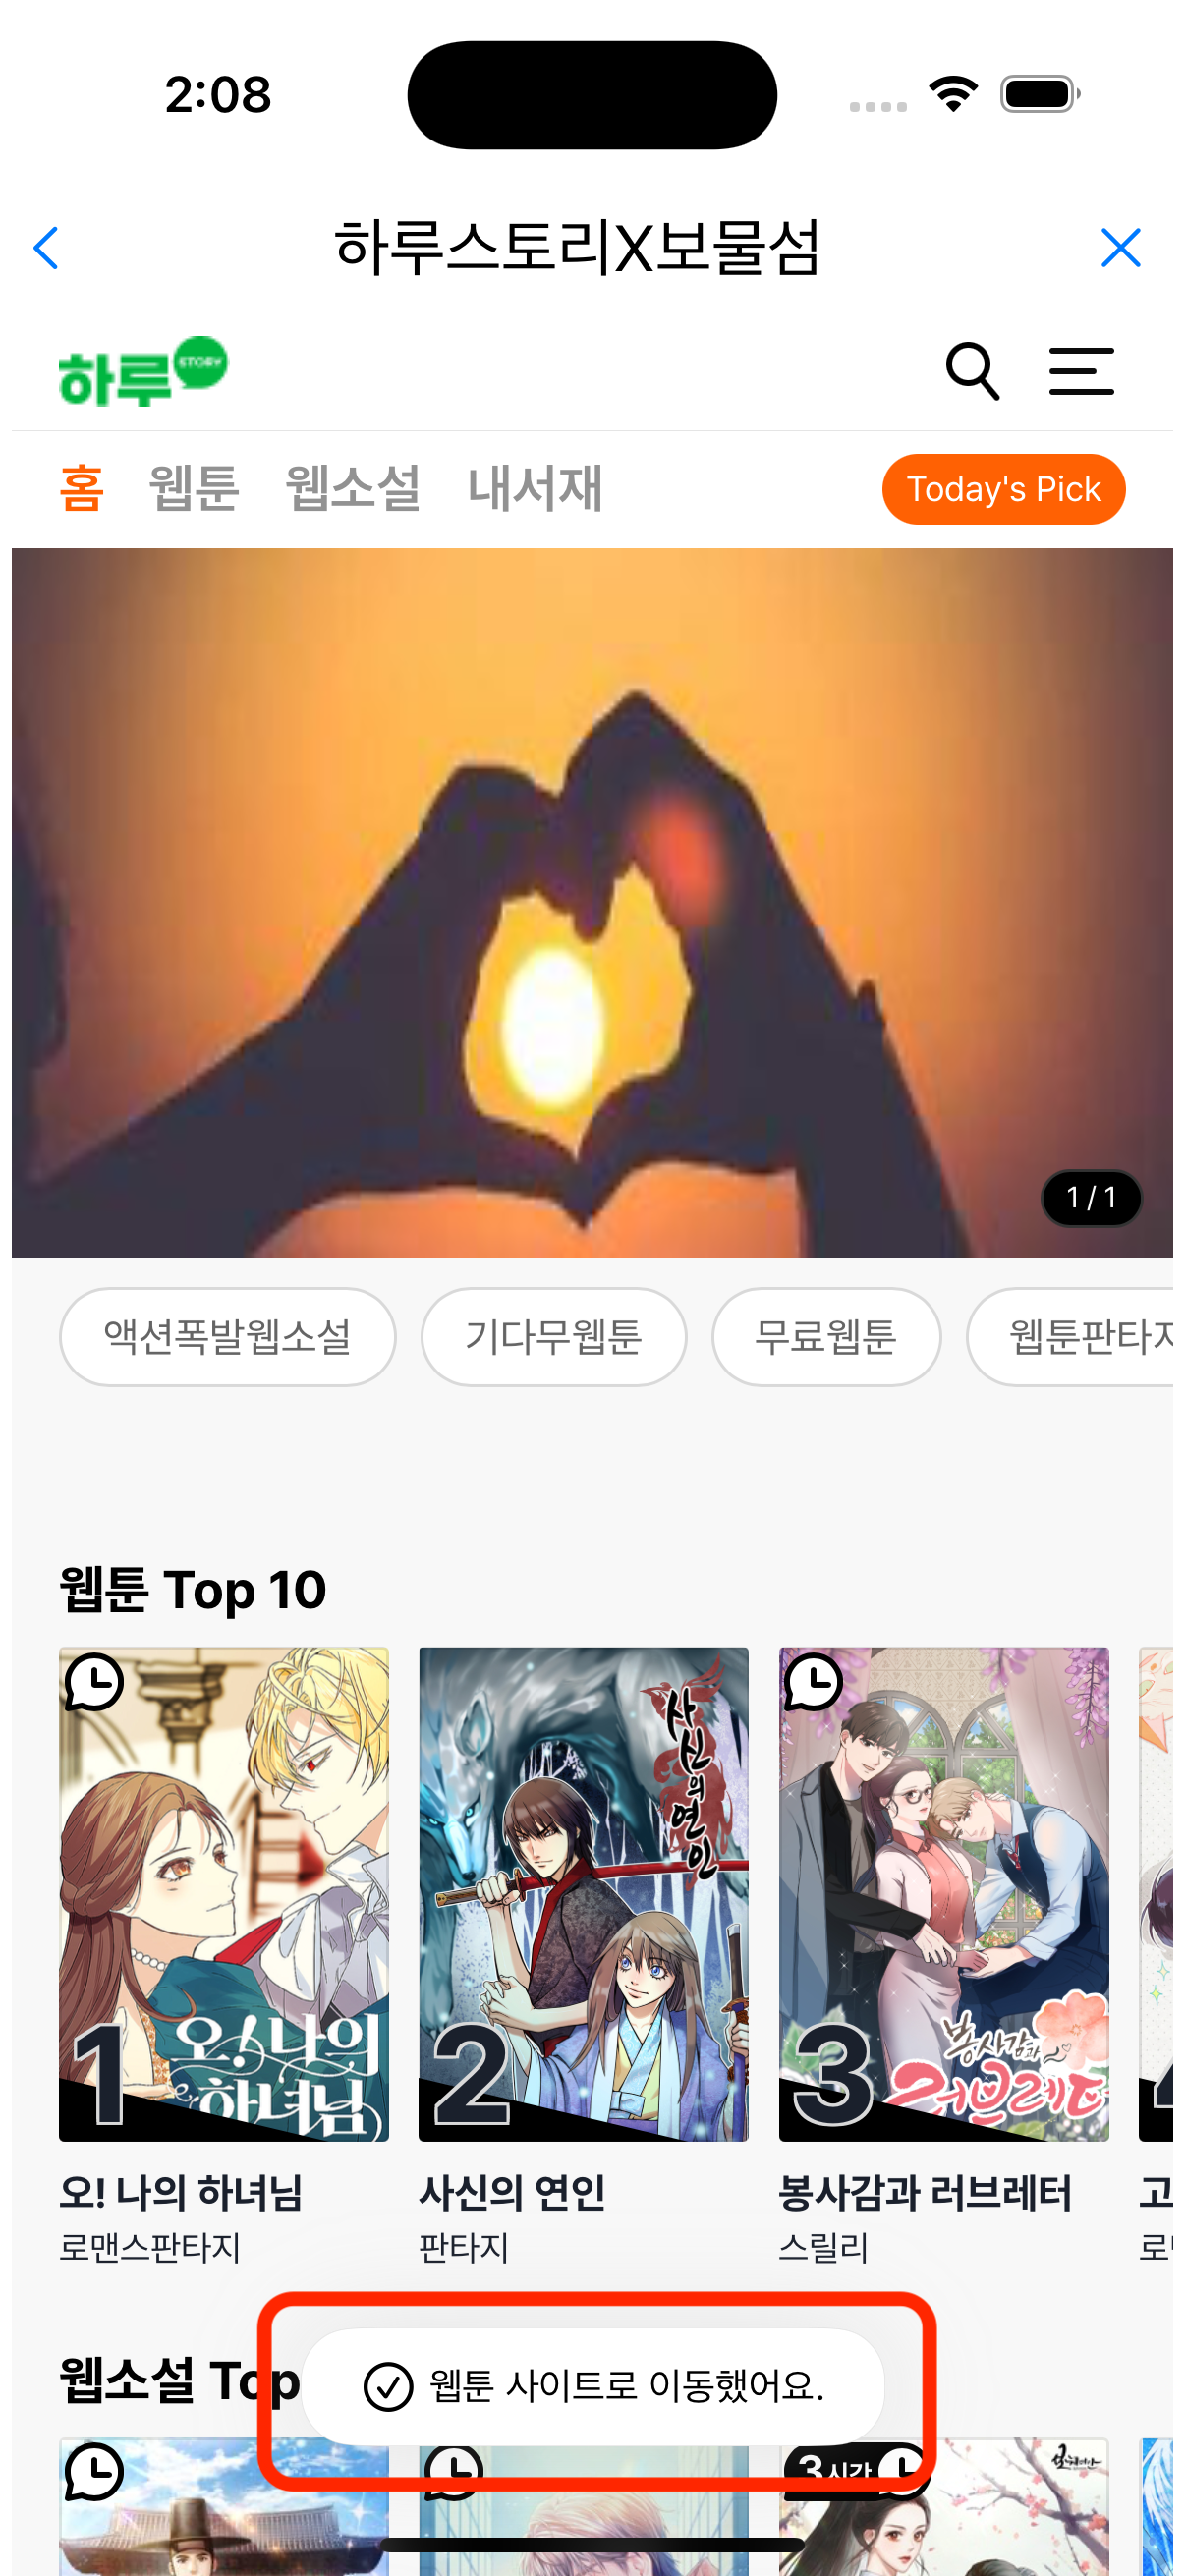 2:08
하루스토리X보물섬
하루 STORY
홈 웹툰 웹소설 내서재 Today's Pick
1 / 1
액션폭발웹소설 기다무웹툰 무료웹툰 웹툰판타지
웹툰 Top 10
오! 나의
하녀님
사신의 연인
봉사감과
러브레터
1 2 3 4
오! 나의 하녀님 사신의 연인 봉사감과 러브레터 고
로맨스판타지 판타지 스릴리 로
웹소설 Top
웹툰 사이트로 이동했어요.
3시간